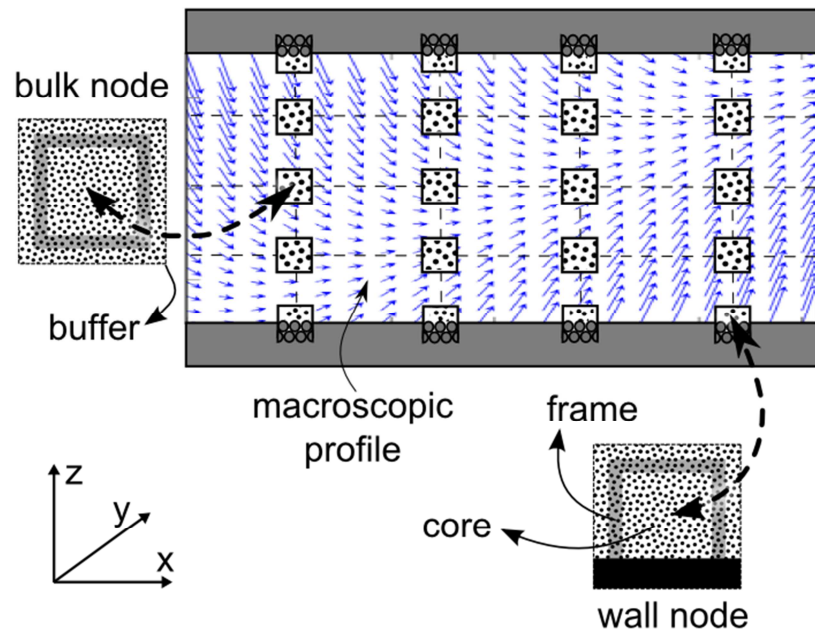 bulk node
buffer
macroscopic
profile
frame
core
wall node
z
y
x